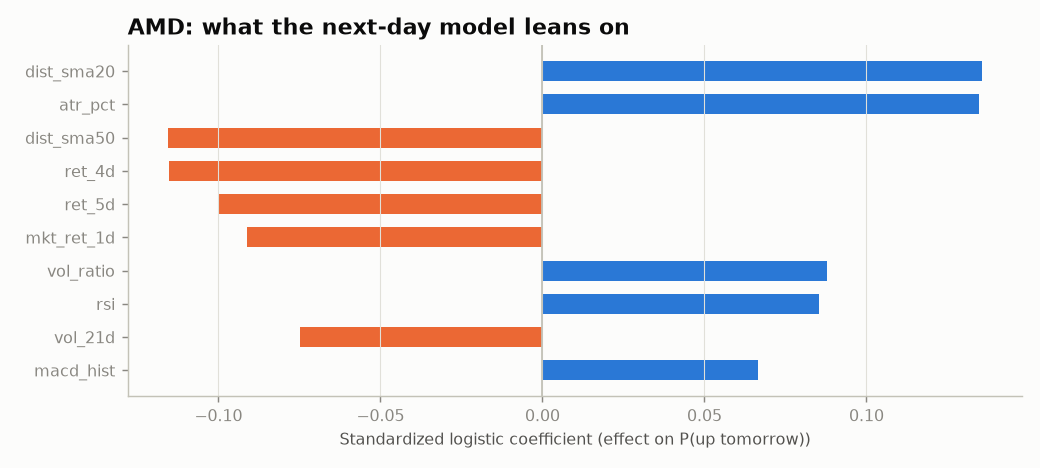 AMD: what the next-day model leans on
dist_sma20
atr_pct
dist_sma50
ret_4d
ret_5d
mkt_ret_1d
vol_ratio
rsi
vol_21d
macd_hist
−0.10 −0.05 0.00 0.05 0.10
Standardized logistic coefficient (effect on P(up tomorrow))